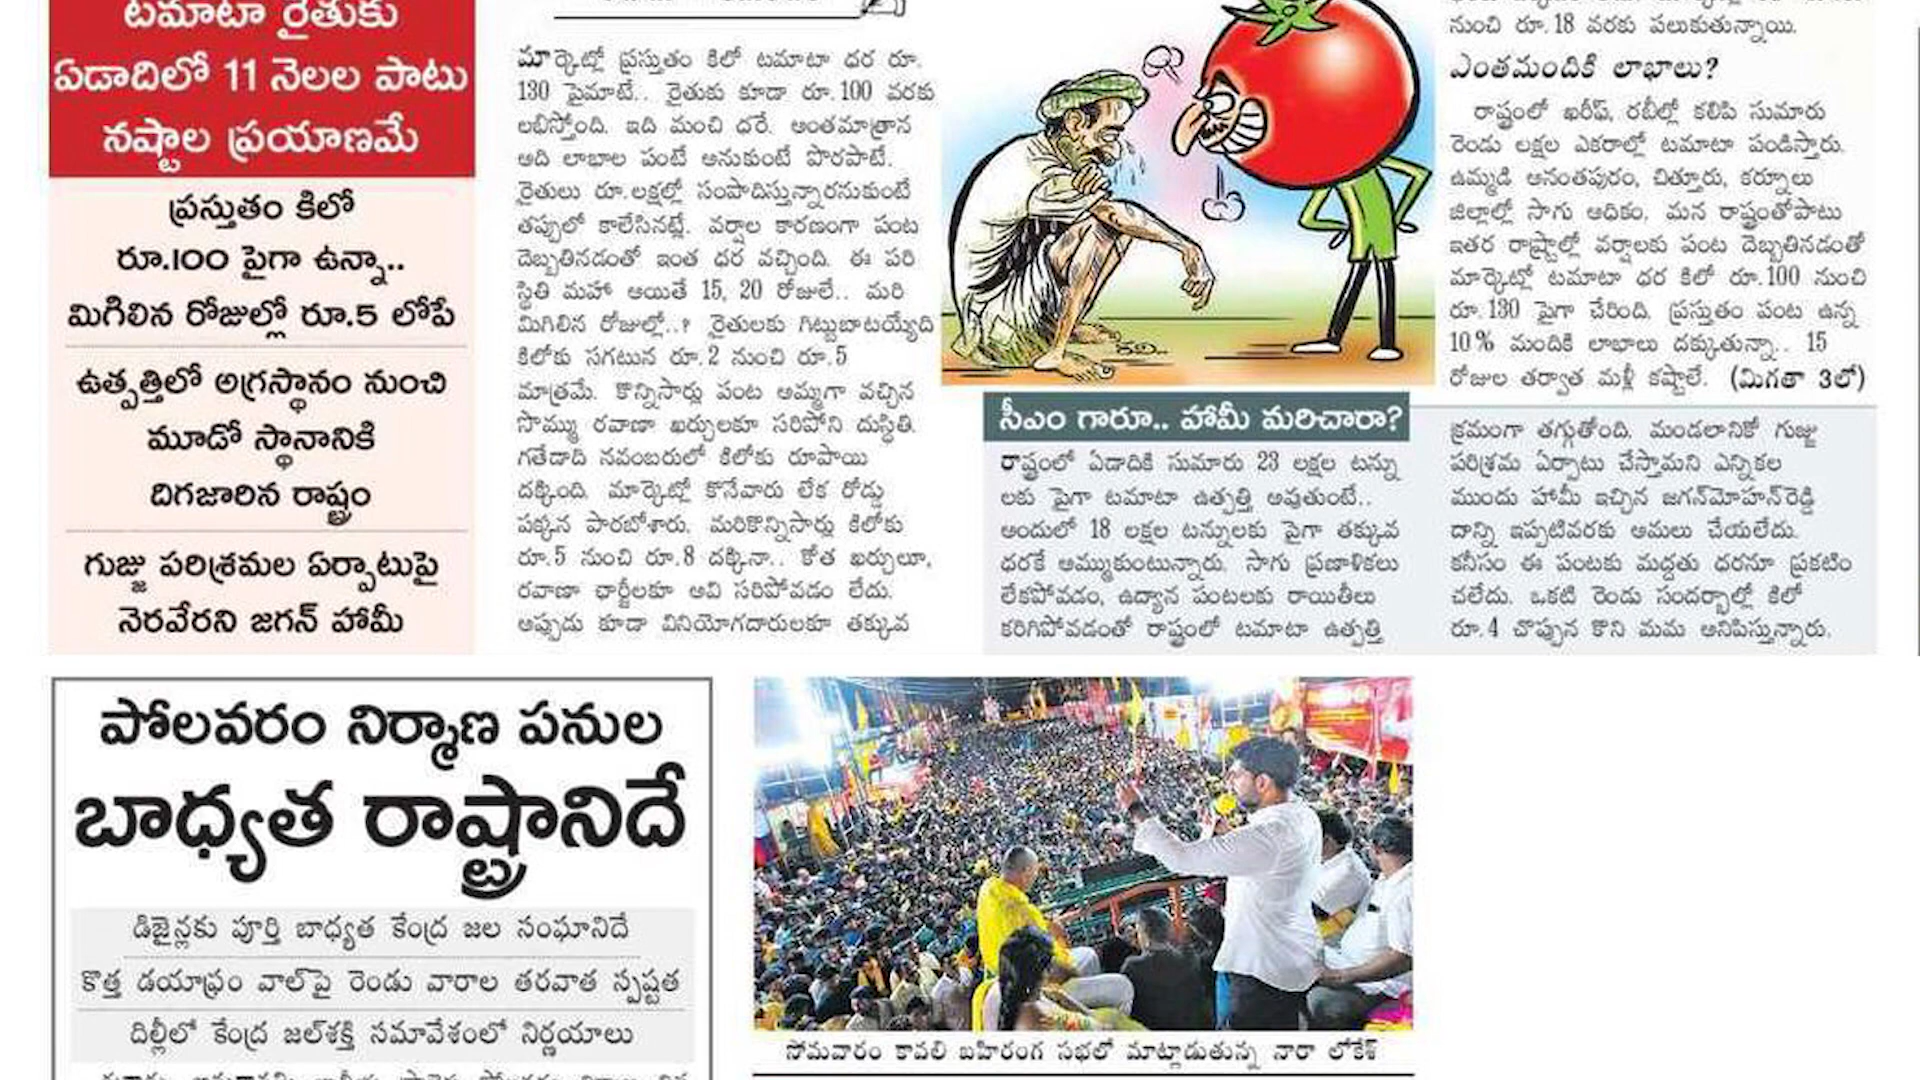 టమాటా రైతుకు
ఏడాదిలో 11 నెలల పాటు
నష్టాల ప్రయాణమే
ప్రస్తుతం కిలో
రూ.100 పైగా ఉన్నా..
మిగిలిన రోజుల్లో రూ.5 లోపే
ఉత్పత్తిలో అగ్రస్థానం నుంచి
మూడో స్థానానికి
దిగజారిన రాష్ట్రం
గుజ్జు పరిశ్రమల ఏర్పాటుపై
నెరవేరని జగన్ హామీ
మార్కెట్లో ప్రస్తుతం కిలో టమాటా ధర రూ.
130 పైమాటే.. రైతుకు కూడా రూ.100 వరకు
లభిస్తోంది. ఇది మంచి ధరే. అంతమాత్రాన
అది లాభాల పంటే అనుకుంటే పొరపాటే.
రైతులు రూ.లక్షల్లో సంపాదిస్తున్నారనుకుంటే
తప్పులో కాలేసినట్లే. వర్షాల కారణంగా పంట
దెబ్బతినడంతో ఇంత ధర వచ్చింది. ఈ పరి
స్థితి మహా అయితే 15, 20 రోజులే.. మరి
మిగిలిన రోజుల్లో..? రైతులకు గిట్టుబాటయ్యేది
కిలోకు సగటున రూ.2 నుంచి రూ.5
మాత్రమే. కొన్నిసార్లు పంట అమ్మగా వచ్చిన
సొమ్ము రవాణా ఖర్చులకూ సరిపోని దుస్థితి.
గతేడాది నవంబరులో కిలోకు రూపాయి
దక్కింది. మార్కెట్లో కొనేవారు లేక రోడ్డు
పక్కన పారబోశారు. మరికొన్నిసార్లు కిలోకు
రూ.5 నుంచి రూ.8 దక్కినా.. కోత ఖర్చులూ,
రవాణా ఛార్జీలకూ అవి సరిపోవడం లేదు.
అప్పుడు కూడా వినియోగదారులకూ తక్కువ
నుంచి రూ.18 వరకు పలుకుతున్నాయి.
ఎంతమందికి లాభాలు?
రాష్ట్రంలో ఖరీఫ్, రబీల్లో కలిపి సుమారు
రెండు లక్షల ఎకరాల్లో టమాటా పండిస్తారు.
ఉమ్మడి అనంతపురం, చిత్తూరు, కర్నూలు
జిల్లాల్లో సాగు అధికం. మన రాష్ట్రంతోపాటు
ఇతర రాష్ట్రాల్లో వర్షాలకు పంట దెబ్బతినడంతో
మార్కెట్లో టమాటా ధర కిలో రూ.100 నుంచి
రూ.130 పైగా చేరింది. ప్రస్తుతం పంట ఉన్న
10% మందికి లాభాలు దక్కుతున్నా.. 15
రోజుల తర్వాత మళ్లీ కష్టాలే. (మిగతా 3లో)
సీఎం గారూ.. హామీ మరిచారా?
రాష్ట్రంలో ఏడాదికి సుమారు 23 లక్షల టన్ను
లకు పైగా టమాటా ఉత్పత్తి అవుతుంటే..
అందులో 18 లక్షల టన్నులకు పైగా తక్కువ
ధరకే అమ్ముకుంటున్నారు. సాగు ప్రణాళికలు
లేకపోవడం, ఉద్యాన పంటలకు రాయితీలు
కరిగిపోవడంతో రాష్ట్రంలో టమాటా ఉత్పత్తి
క్రమంగా తగ్గుతోంది. మండలానికో గుజ్జు
పరిశ్రమ ఏర్పాటు చేస్తామని ఎన్నికల
ముందు హామీ ఇచ్చిన జగన్‌మోహన్‌రెడ్డి
దాన్ని ఇప్పటివరకు అమలు చేయలేదు.
కనీసం ఈ పంటకు మద్దతు ధరనూ ప్రకటిం
చలేదు. ఒకటి రెండు సందర్భాల్లో కిలో
రూ.4 చొప్పున కొని మమ అనిపిస్తున్నారు.
పోలవరం నిర్మాణ పనుల
బాధ్యత రాష్ట్రానిదే
డిజైన్లకు పూర్తి బాధ్యత కేంద్ర జల సంఘానిదే
కొత్త డయాఫ్రం వాల్‌పై రెండు వారాల తరవాత స్పష్టత
దిల్లీలో కేంద్ర జల్‌శక్తి సమావేశంలో నిర్ణయాలు
సోమవారం కావలి బహిరంగ సభలో మాట్లాడుతున్న నారా లోకేశ్